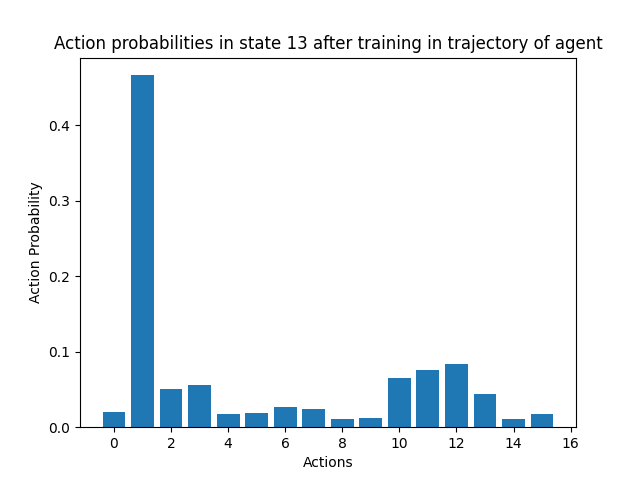 Action probabilities in state 13 after training in trajectory of agent
Action Probability
0.4
0.3
0.2
0.1
0.0
0 2 4 6 8 10 12 14 16
Actions